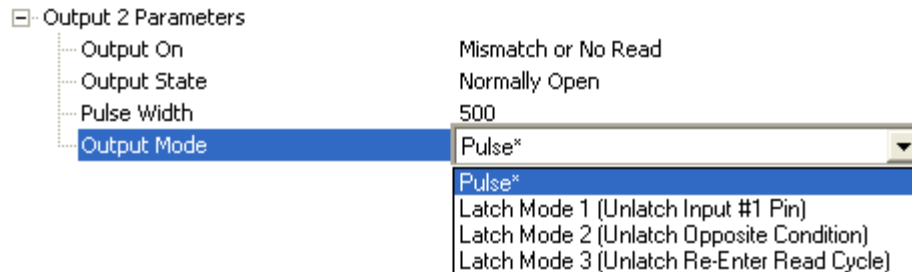 Output 2 Parameters
Output On Mismatch or No Read
Output State Normally Open
Pulse Width 500
Output Mode Pulse*
Pulse*
Latch Mode 1 (Unlatch Input #1 Pin)
Latch Mode 2 (Unlatch Opposite Condition)
Latch Mode 3 (Unlatch Re-Enter Read Cycle)